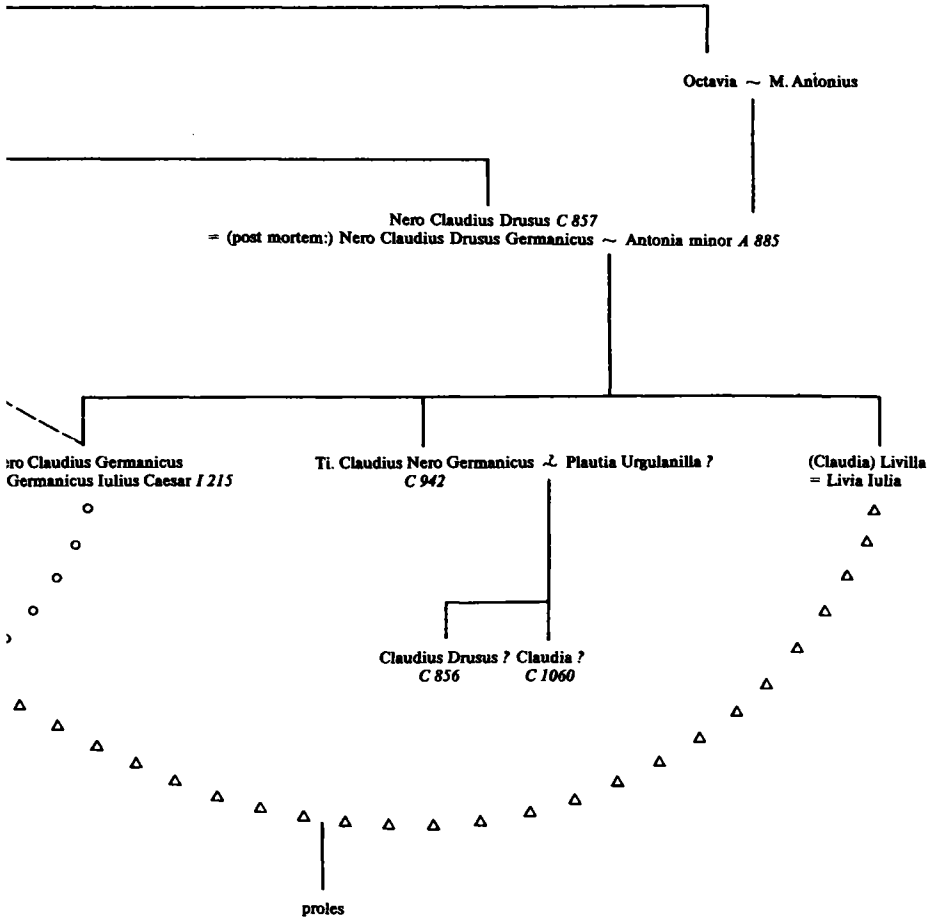 Octavia ~ M. Antonius
Nero Claudius Drusus C 857
= (post mortem:) Nero Claudius Drusus Germanicus ~ Antonia minor A 885
ero Claudius Germanicus
Germanicus Iulius Caesar I 215
Ti. Claudius Nero Germanicus ~ Plautia Urgulanilla ?
C 942
(Claudia) Livilla
= Livia Iulia
Claudius Drusus ? Claudia ?
C 856 C 1060
proles